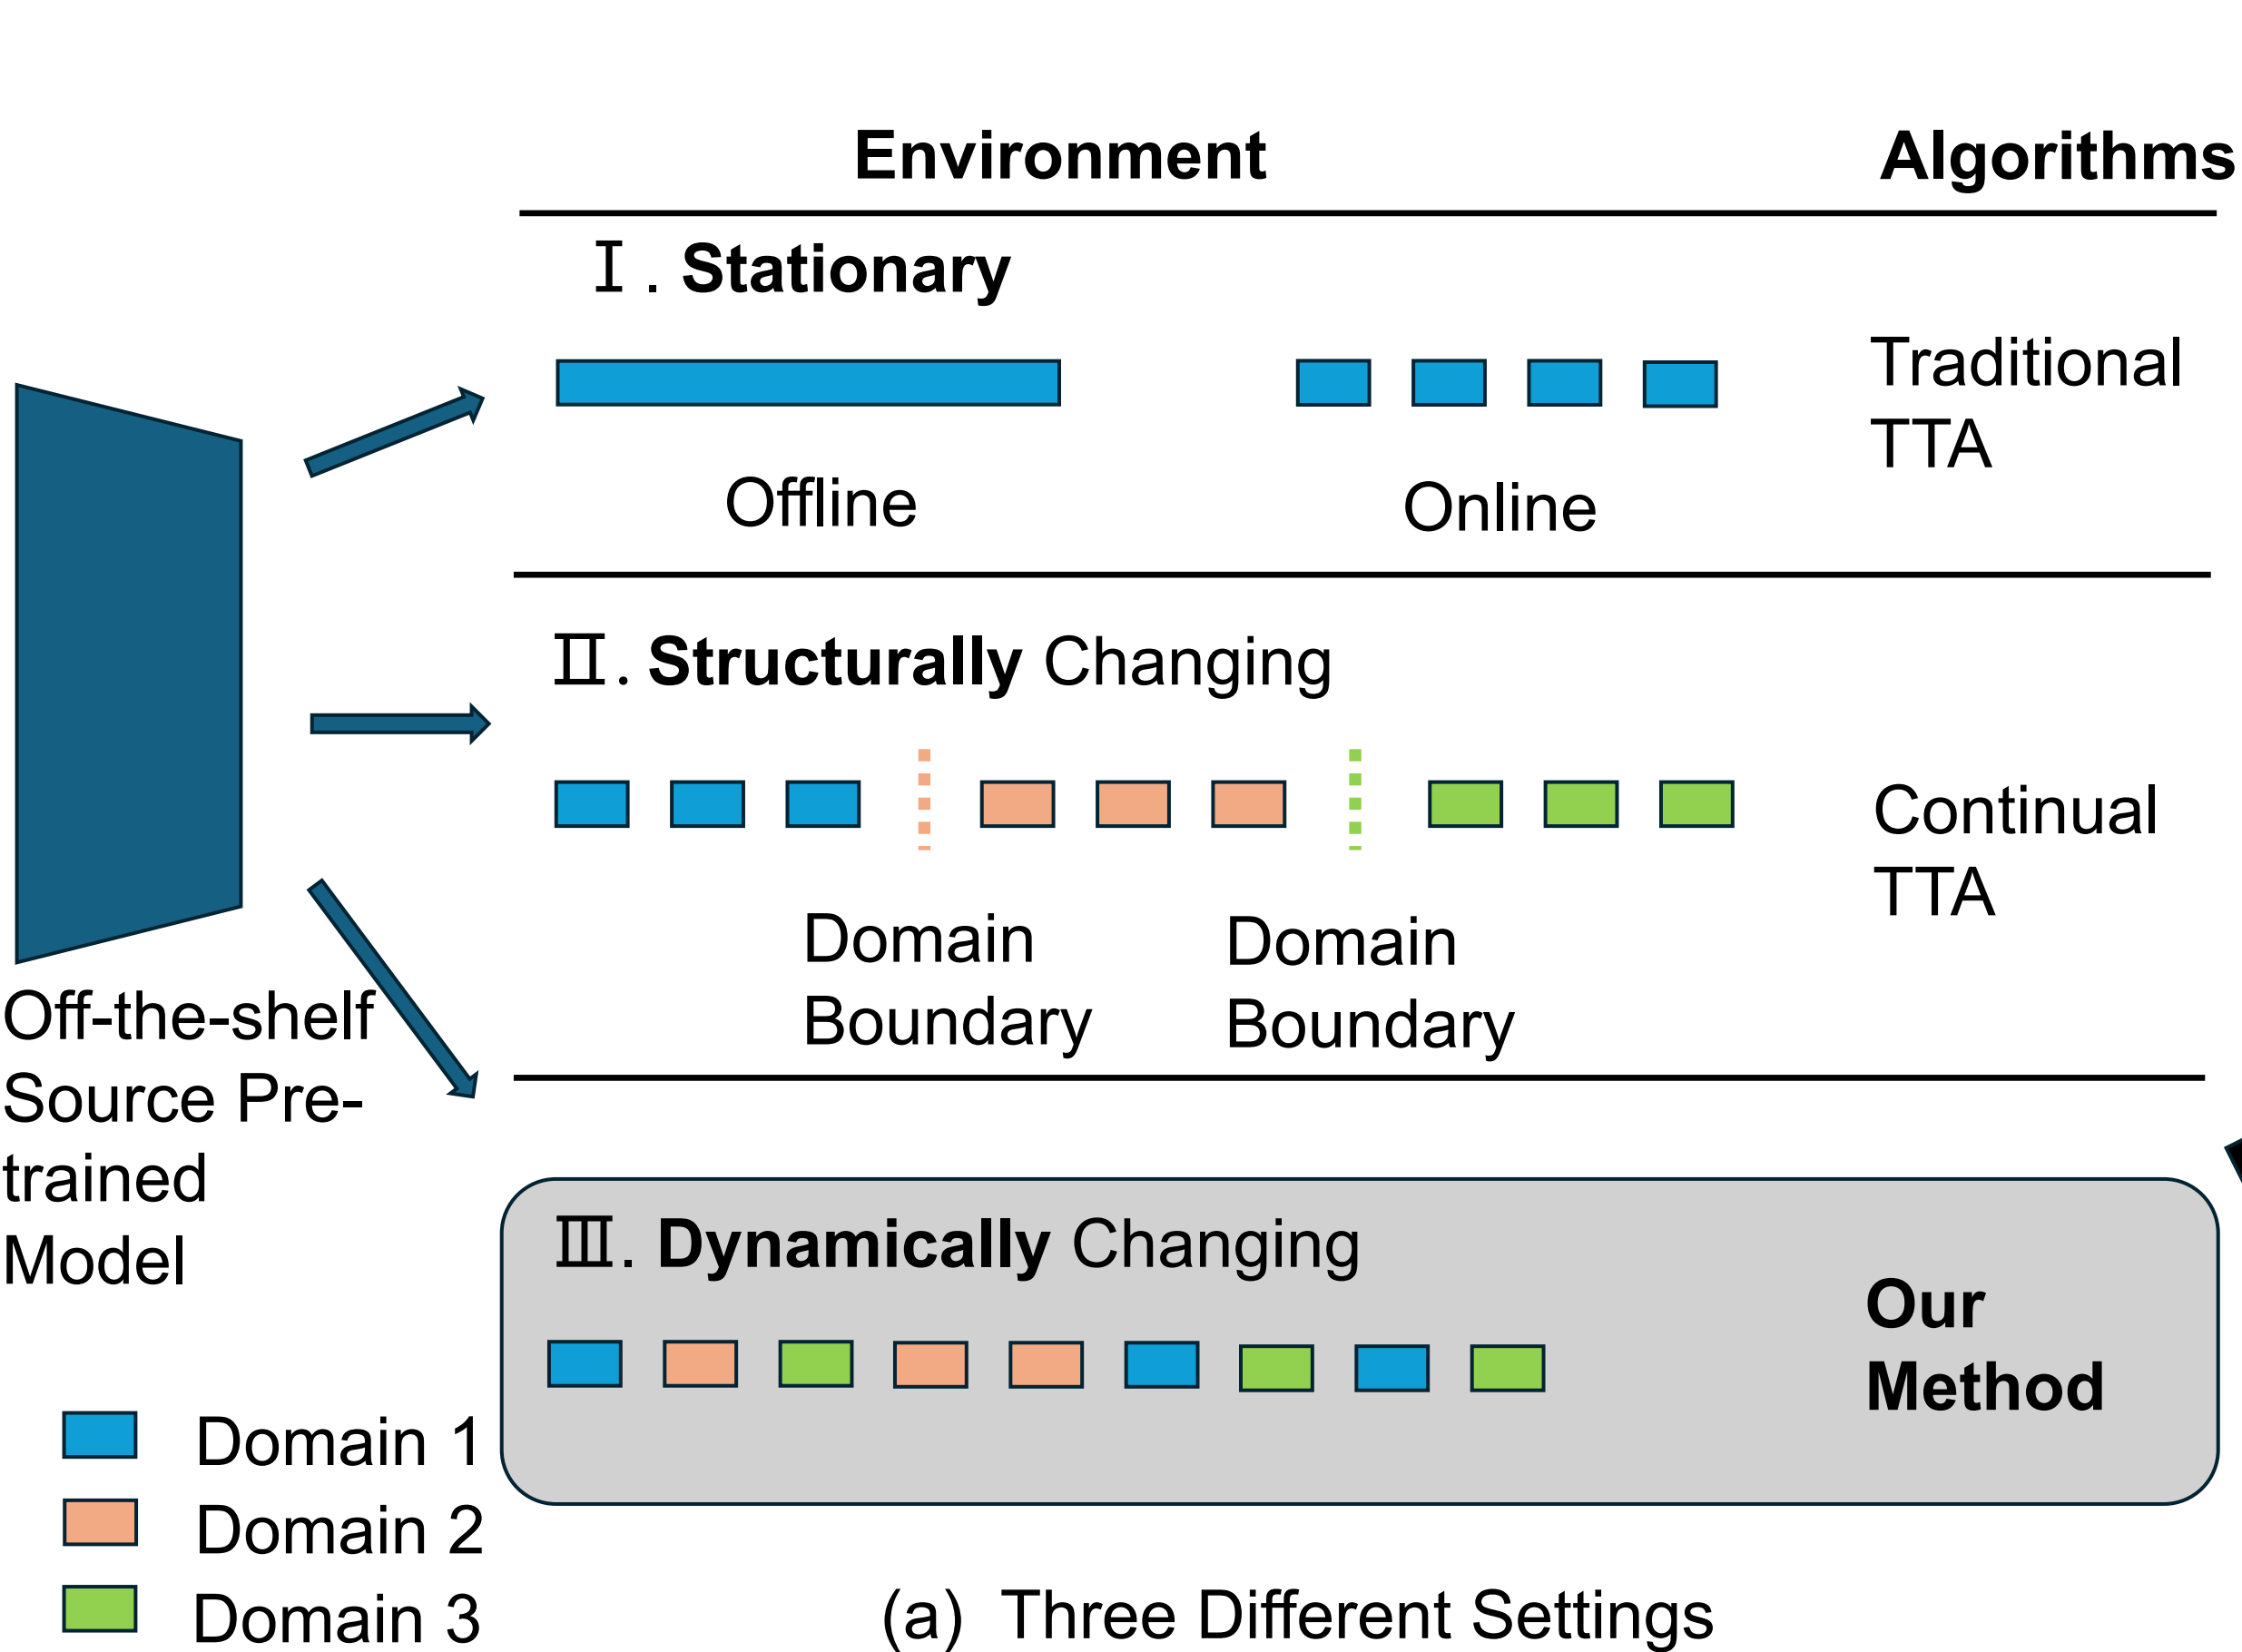 Environment
Algorithms
Ⅰ. Stationary
Traditional
TTA
Offline
Online
Ⅱ. Structurally Changing
Continual
TTA
Domain
Boundary
Domain
Boundary
Off-the-shelf
Source Pre-
trained
Model
Ⅲ. Dynamically Changing
Our
Method
Domain 1
Domain 2
Domain 3
(a) Three Different Settings